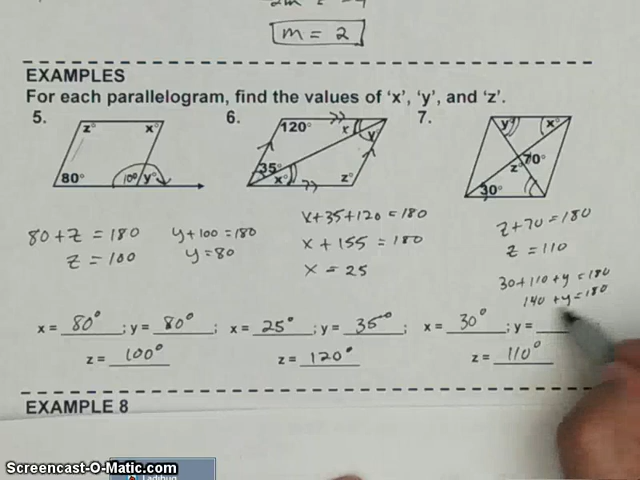 m = 2
EXAMPLES
For each parallelogram, find the values of 'x', 'y', and 'z'.
5. 6. 7.
z° x° 80° 100 y°
120° x y 35° x z°
y° x° z° 70° 30°
80 + z = 180
z = 100
y + 100 = 180
y = 80
x + 35 + 120 = 180
x + 155 = 180
x = 25
z + 70 = 180
z = 110
30 + 110 + y = 180
140 + y = 180
x = 80° ; y = 80° ; x = 25° ; y = 35° ; x = 30° ; y =
z = 100° z = 120° z = 110°
EXAMPLE 8
Screencast-O-Matic.com
Ladibug